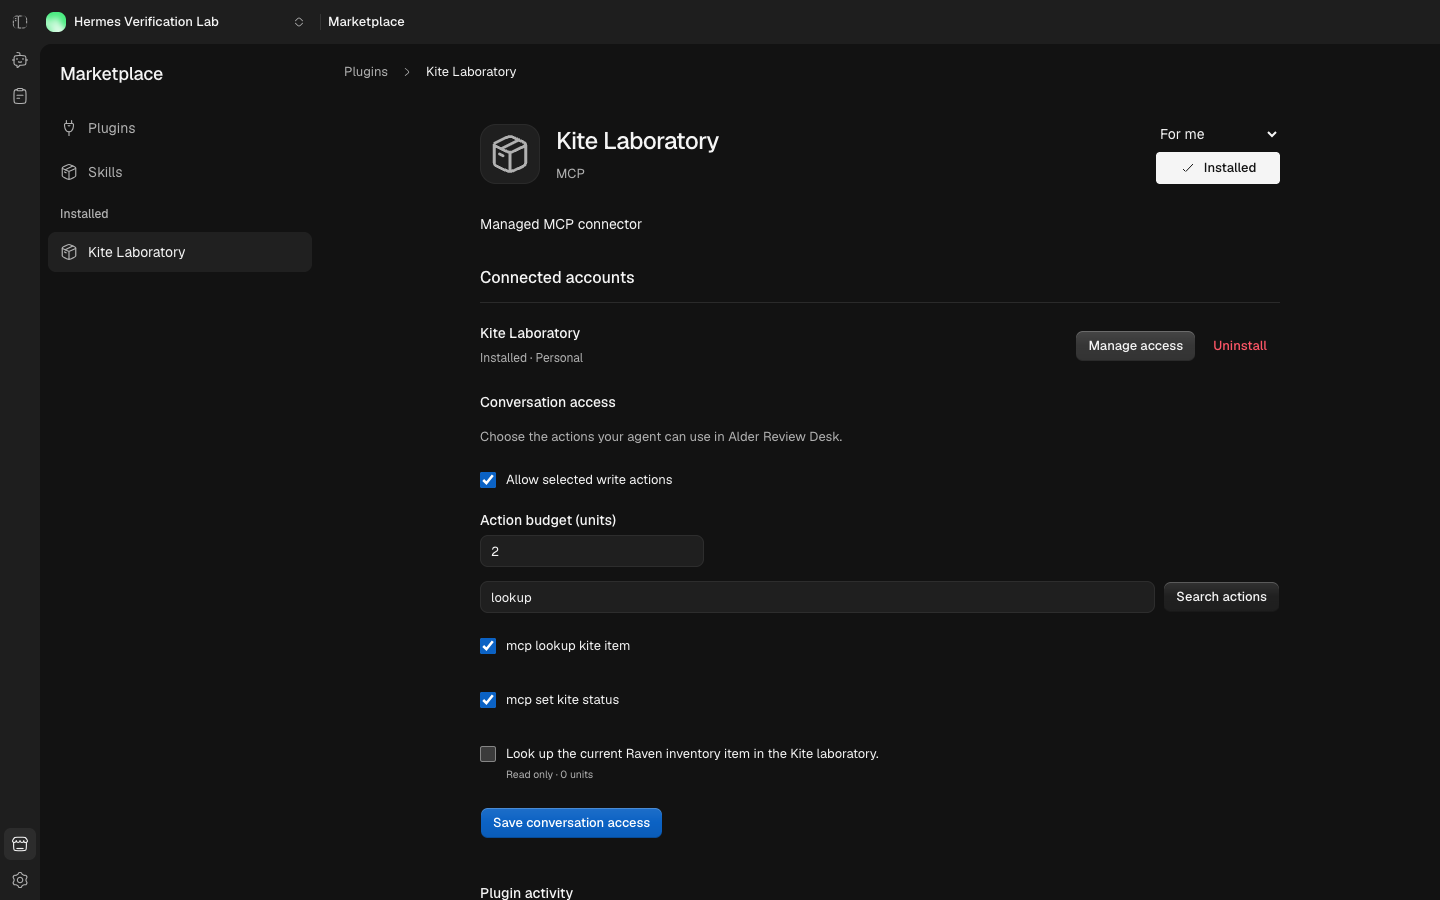 Hermes Verification Lab
Marketplace
Marketplace
Plugins
Skills
Installed
Kite Laboratory
Plugins
Kite Laboratory
Kite Laboratory
MCP
For me
Installed
Managed MCP connector
Connected accounts
Kite Laboratory
Installed · Personal
Manage access
Uninstall
Conversation access
Choose the actions your agent can use in Alder Review Desk.
Allow selected write actions
Action budget (units)
2
lookup
Search actions
mcp lookup kite item
mcp set kite status
Look up the current Raven inventory item in the Kite laboratory.
Read only · 0 units
Save conversation access
Plugin activity